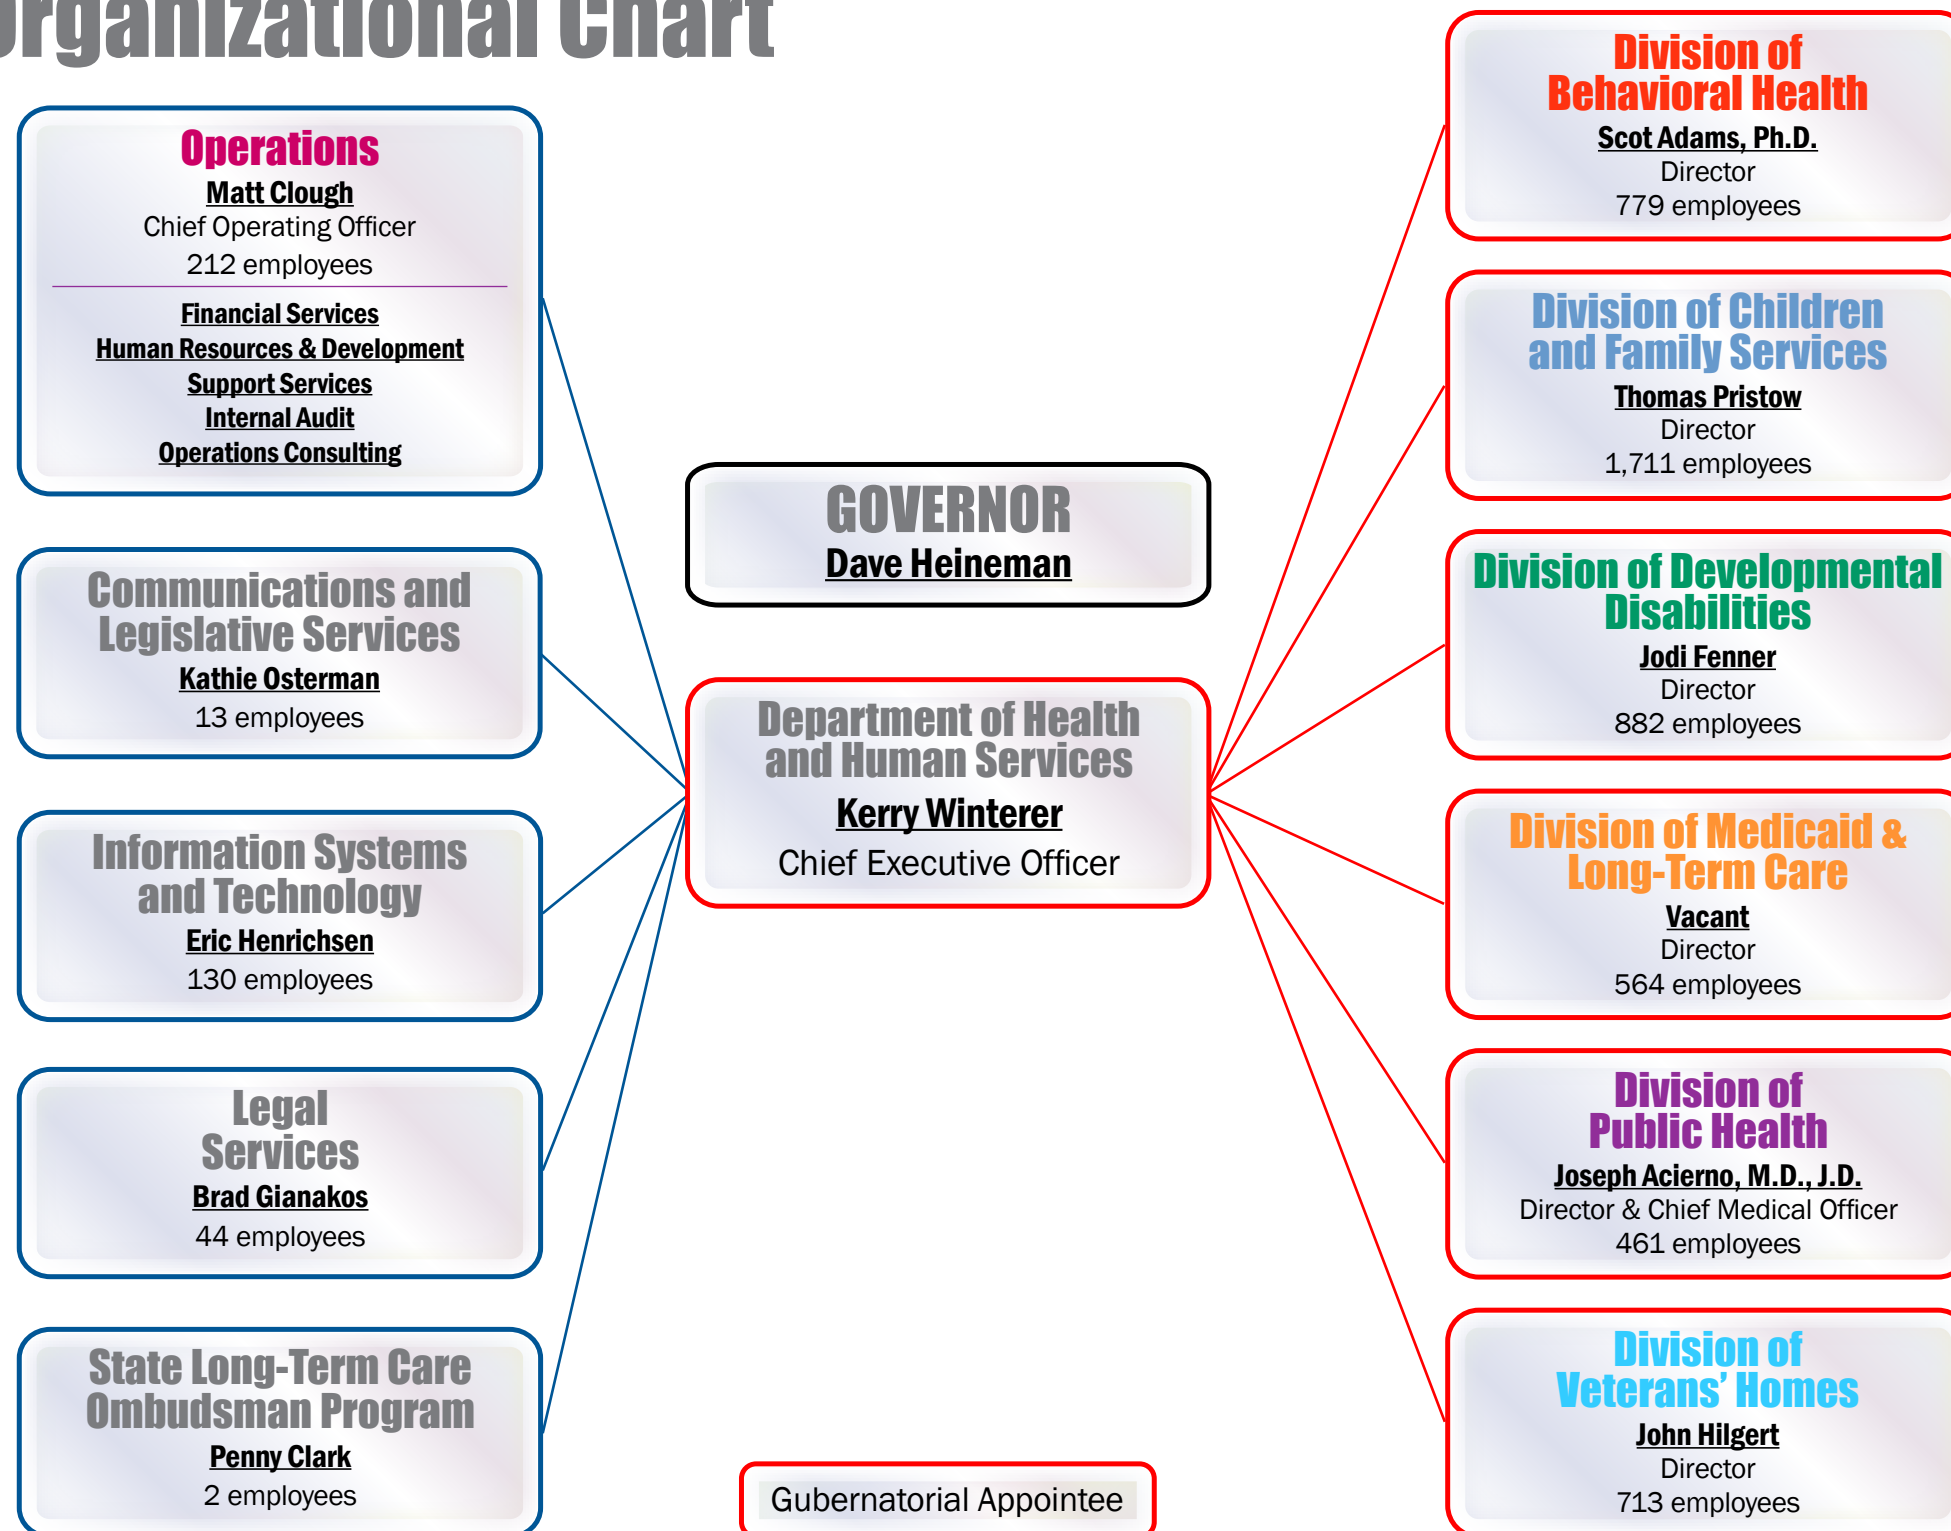 Organizational Chart
Operations
Matt Clough
Chief Operating Officer
212 employees
Financial Services
Human Resources & Development
Support Services
Internal Audit
Operations Consulting
Communications and
Legislative Services
Kathie Osterman
13 employees
Information Systems
and Technology
Eric Henrichsen
130 employees
Legal
Services
Brad Gianakos
44 employees
State Long-Term Care
Ombudsman Program
Penny Clark
2 employees
GOVERNOR
Dave Heineman
Department of Health
and Human Services
Kerry Winterer
Chief Executive Officer
Gubernatorial Appointee
Division of
Behavioral Health
Scot Adams, Ph.D.
Director
779 employees
Division of Children
and Family Services
Thomas Pristow
Director
1,711 employees
Division of Developmental
Disabilities
Jodi Fenner
Director
882 employees
Division of Medicaid &
Long-Term Care
Vacant
Director
564 employees
Division of
Public Health
Joseph Acierno, M.D., J.D.
Director & Chief Medical Officer
461 employees
Division of
Veterans’ Homes
John Hilgert
Director
713 employees